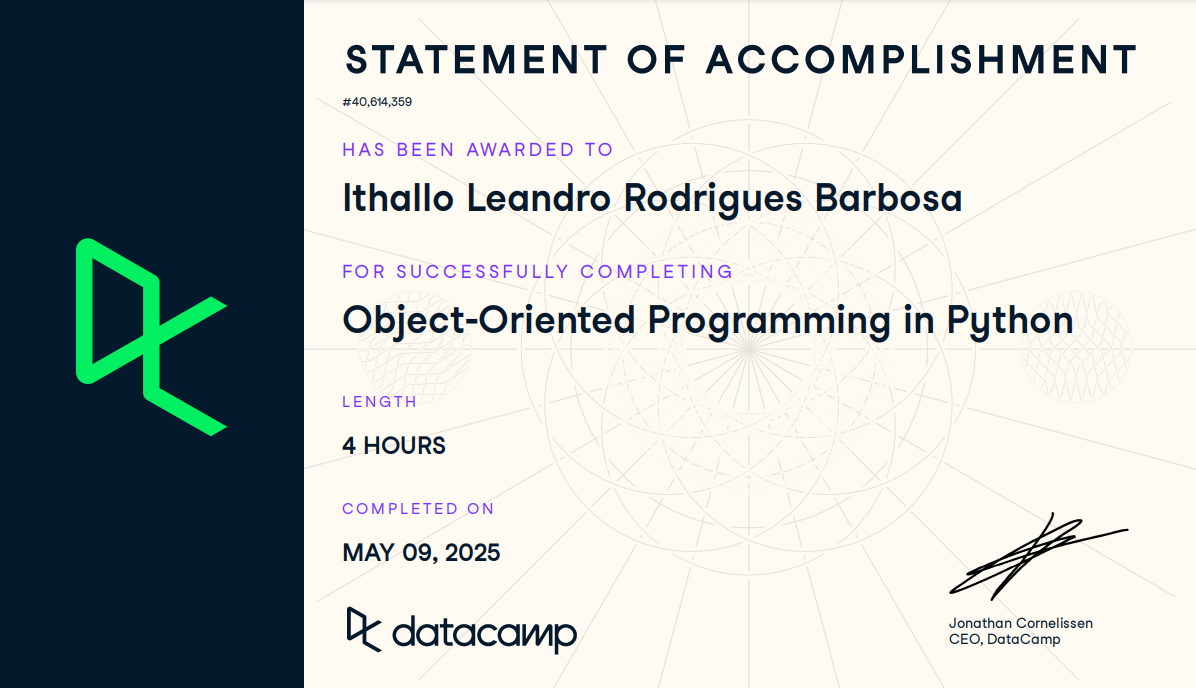 STATEMENT OF ACCOMPLISHMENT
#40,614,359
HAS BEEN AWARDED TO
Ithallo Leandro Rodrigues Barbosa
FOR SUCCESSFULLY COMPLETING
Object-Oriented Programming in Python
LENGTH
4 HOURS
COMPLETED ON
MAY 09, 2025
datacamp
Jonathan Cornelissen
CEO, DataCamp